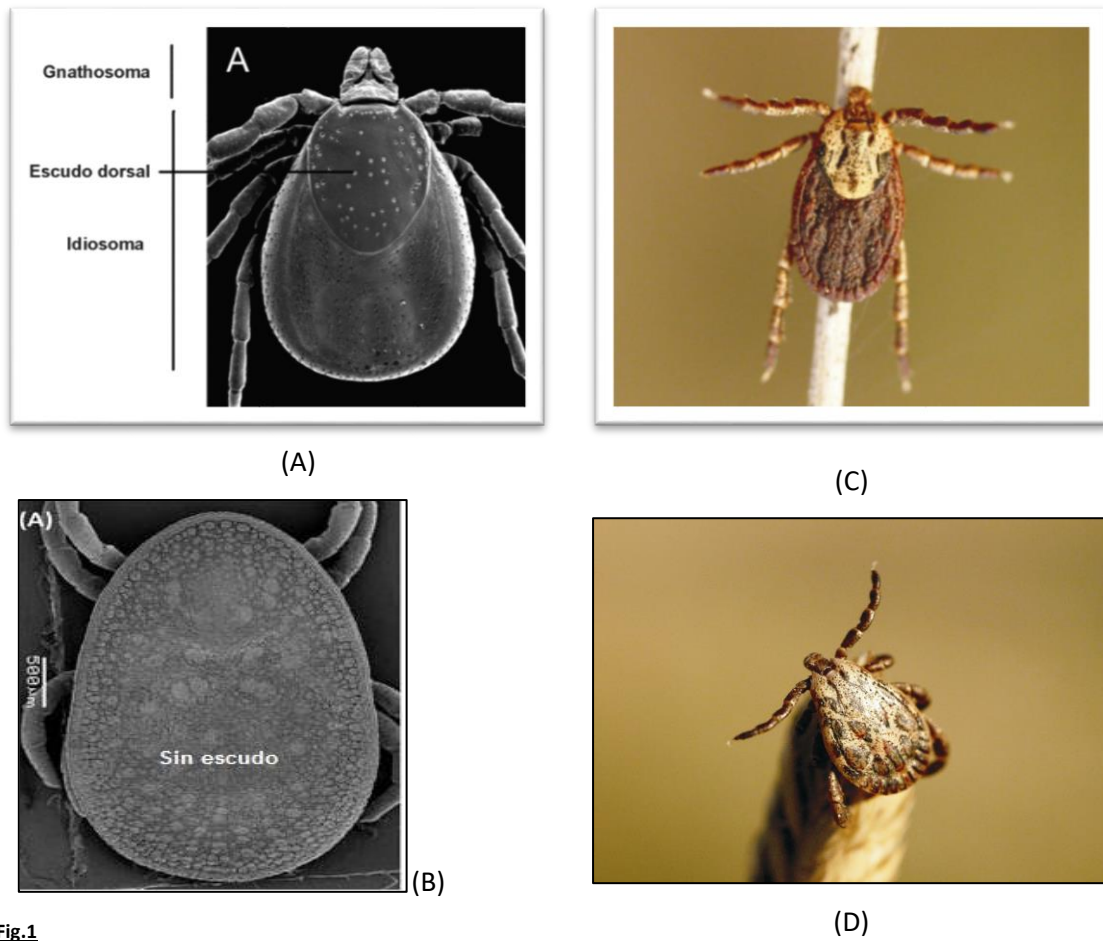 Gnathosoma
A
Escudo dorsal
Idiosoma
(A)
(C)
(A)
500µm
Sin escudo
(B)
(D)
Fig.1